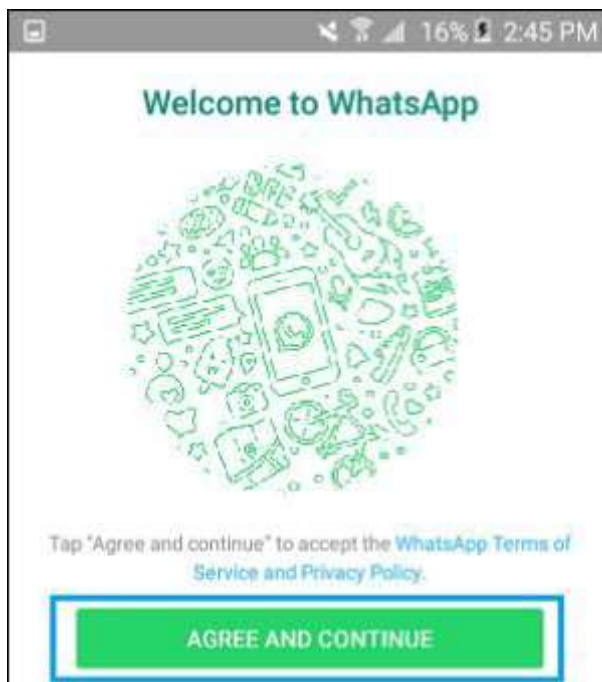 16% 2:45 PM
Welcome to WhatsApp
Tap "Agree and continue" to accept the WhatsApp Terms of
Service and Privacy Policy.
AGREE AND CONTINUE